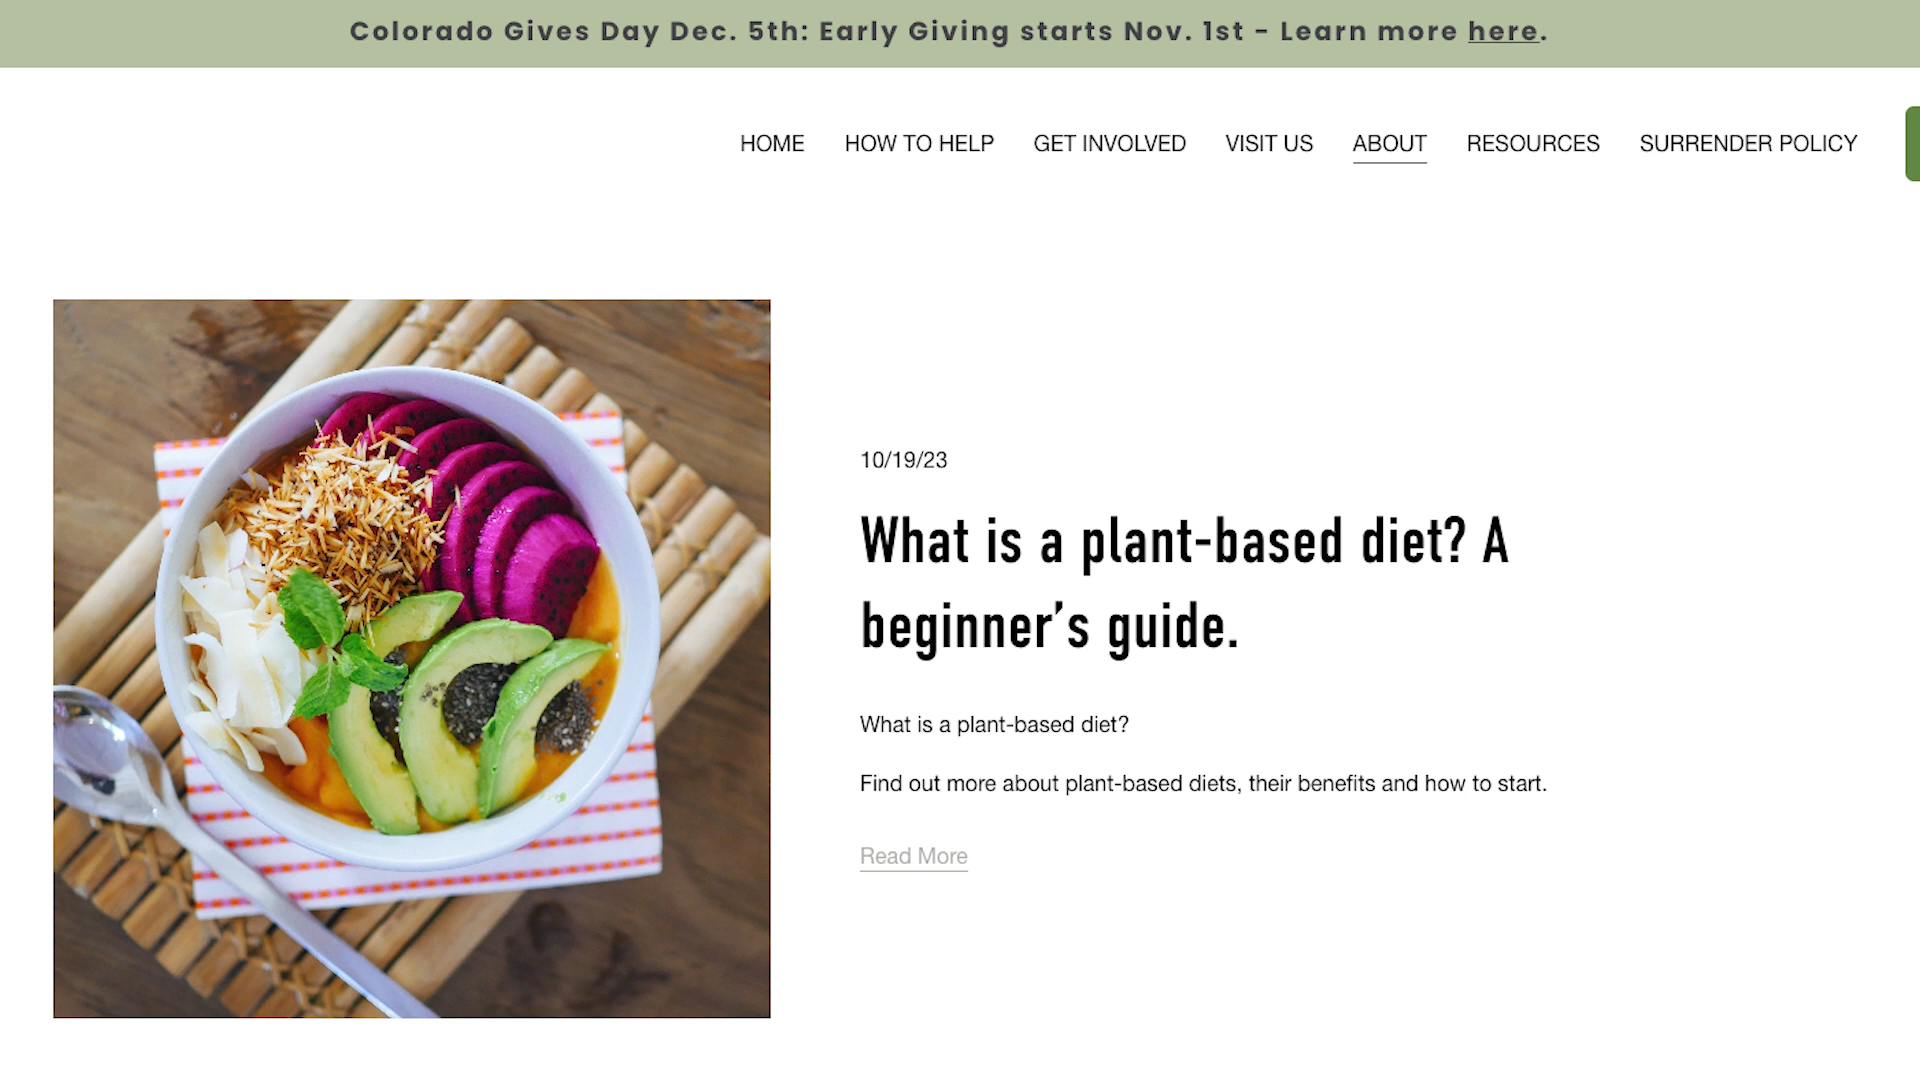 Colorado Gives Day Dec. 5th: Early Giving starts Nov. 1st - Learn more here.
HOME HOW TO HELP GET INVOLVED VISIT US ABOUT RESOURCES SURRENDER POLICY
10/19/23
What is a plant-based diet? A
beginner’s guide.
What is a plant-based diet?
Find out more about plant-based diets, their benefits and how to start.
Read More